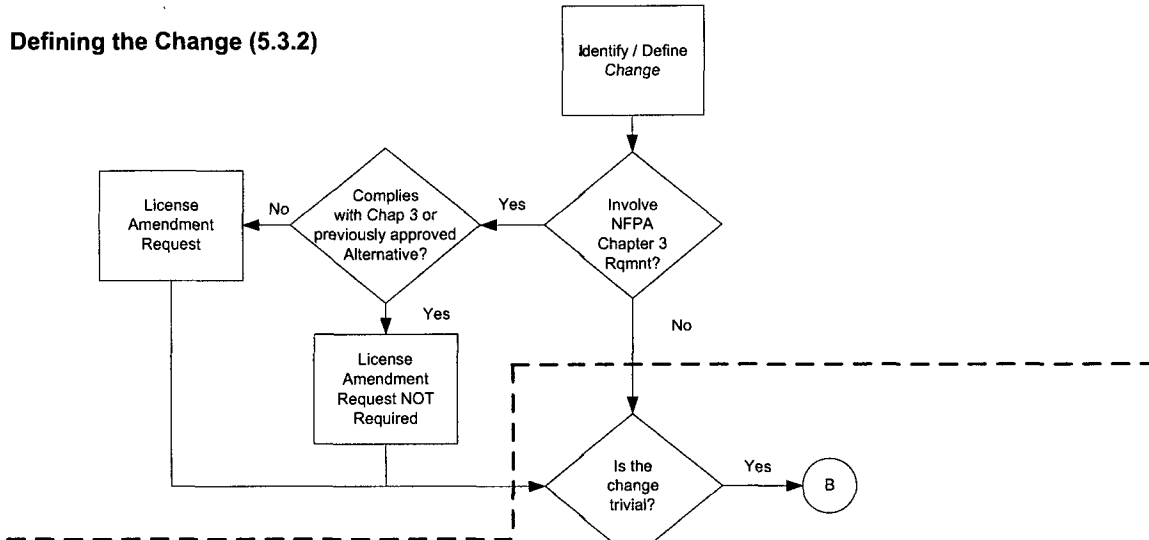 Defining the Change (5.3.2)
Identify / Define
Change
Involve
NFPA
Chapter 3
Rqmnt?
Yes
Complies
with Chap 3 or
previously approved
Alternative?
No
License
Amendment
Request
Yes
License
Amendment
Request NOT
Required
No
Is the
change
trivial?
Yes
B